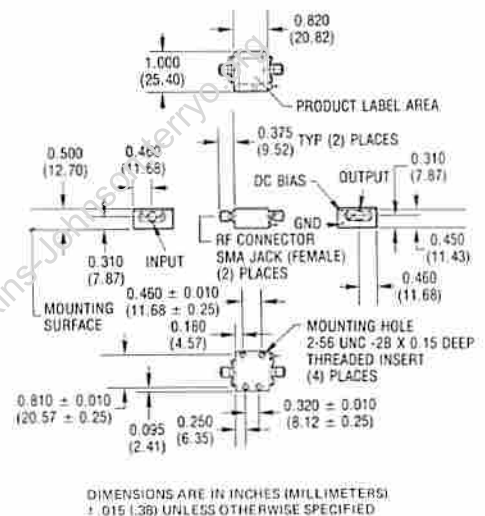 0.820
(20.82)
1.000
(25.40)
PRODUCT LABEL AREA
0.375 TYP (2) PLACES
(9.52)
0.500
(12.70)
0.460
(11.68)
DC BIAS
OUTPUT
0.310
(7.87)
GND
RF CONNECTOR
SMA JACK (FEMALE)
(2) PLACES
INPUT
0.310
(7.87)
0.450
(11.43)
0.460
(11.68)
MOUNTING
SURFACE
0.460 ± 0.010
(11.68 ± 0.25)
0.180
(4.57)
MOUNTING HOLE
2-56 UNC -2B X 0.15 DEEP
THREADED INSERT
(4) PLACES
0.810 ± 0.010
(20.57 ± 0.25)
0.095
(2.41)
0.250
(6.35)
0.320 ± 0.010
(8.12 ± 0.25)
DIMENSIONS ARE IN INCHES (MILLIMETERS)
± .015 (.38) UNLESS OTHERWISE SPECIFIED